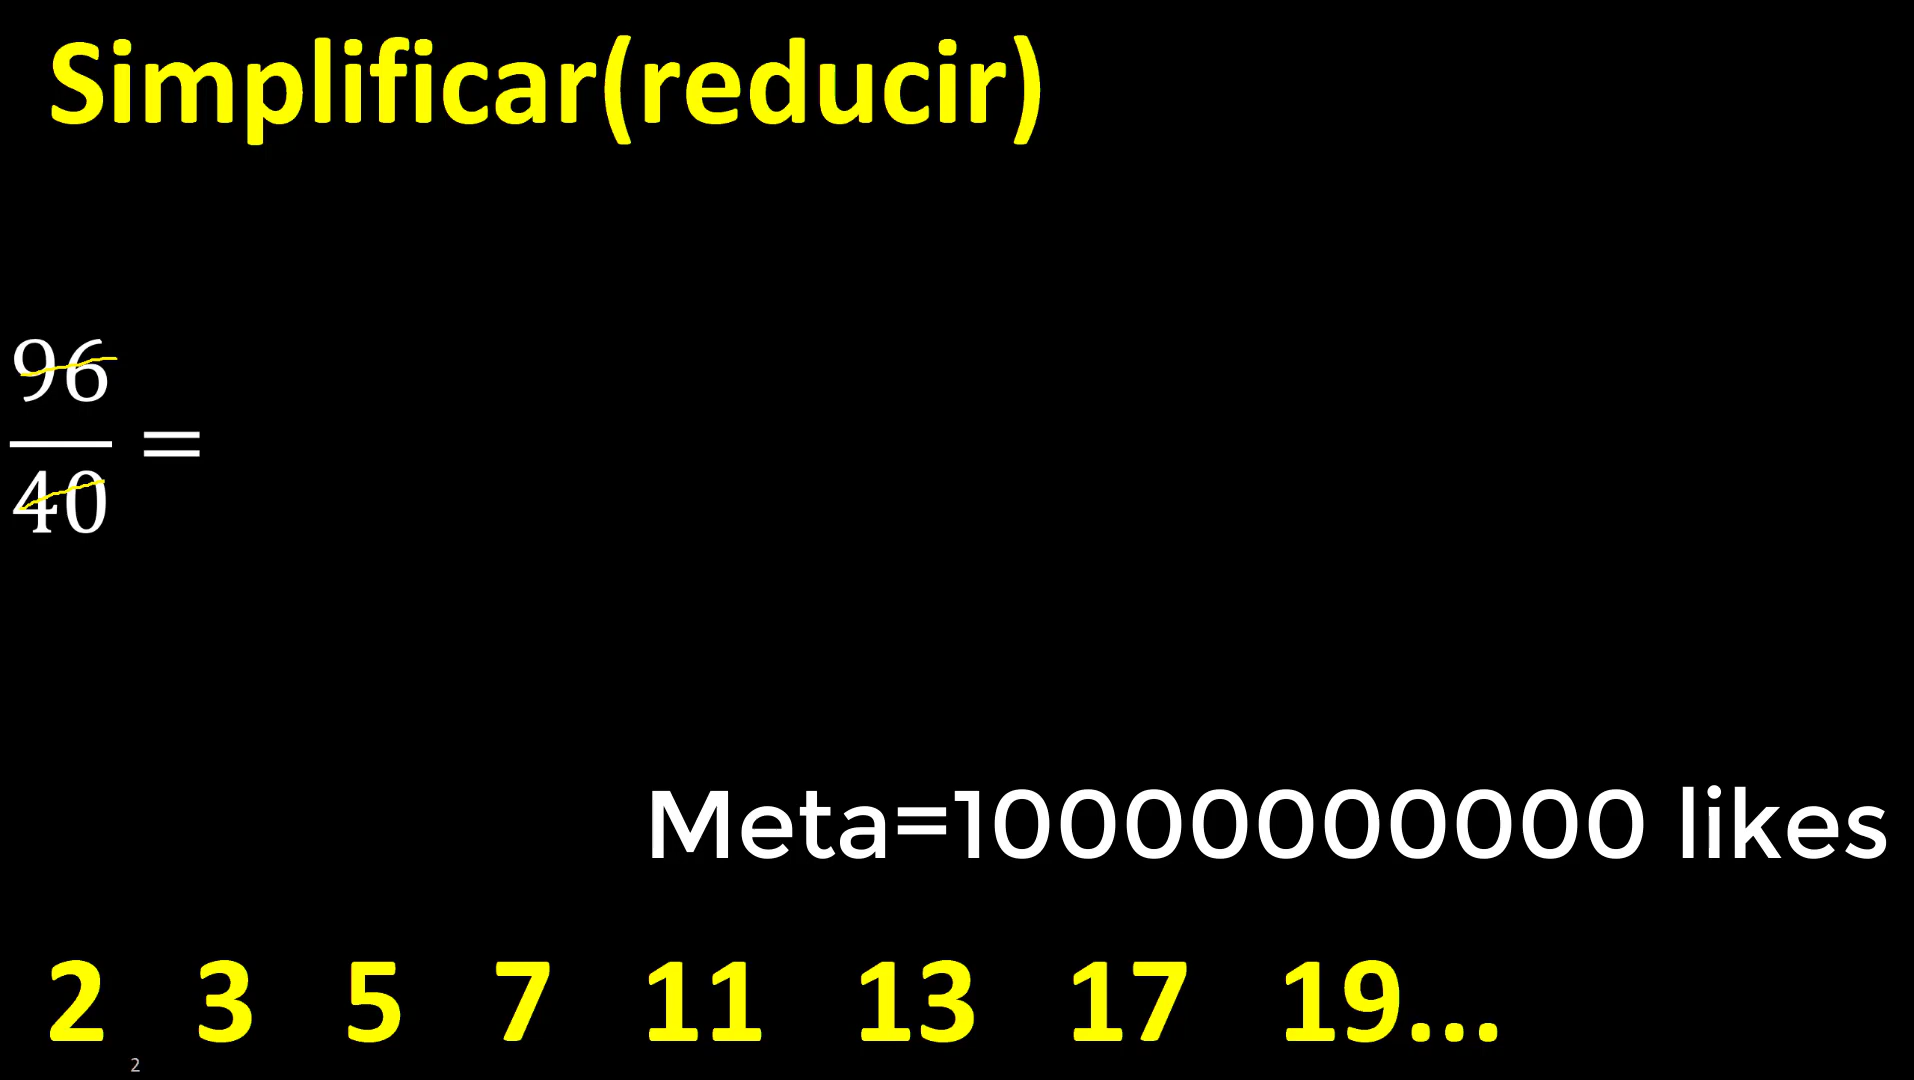 Simplificar(reducir)
96
=
40
Meta=10000000000 likes
2 3 5 7 11 13 17 19...
2